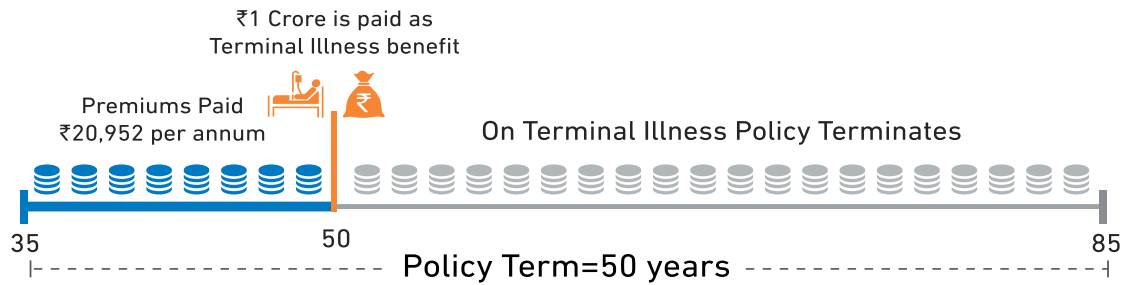 ₹1 Crore is paid as
Terminal Illness benefit
Premiums Paid
₹20,952 per annum
₹
On Terminal Illness Policy Terminates
35
50
85
Policy Term=50 years